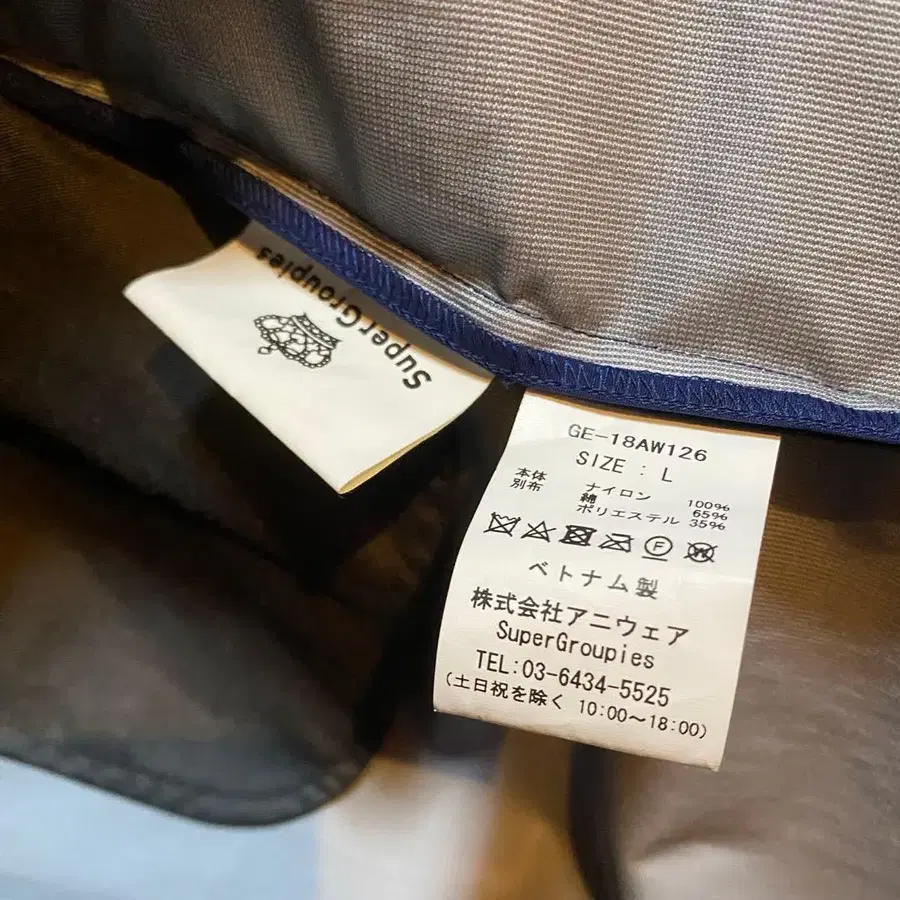 SuperGroupies
GE-18AW126
SIZE : L
本体 ナイロン 100%
別布 綿 65%
ポリエステル 35%
F W
ベトナム製
株式会社アニウェア
SuperGroupies
TEL:03-6434-5525
(土日祝を除く 10:00~18:00)